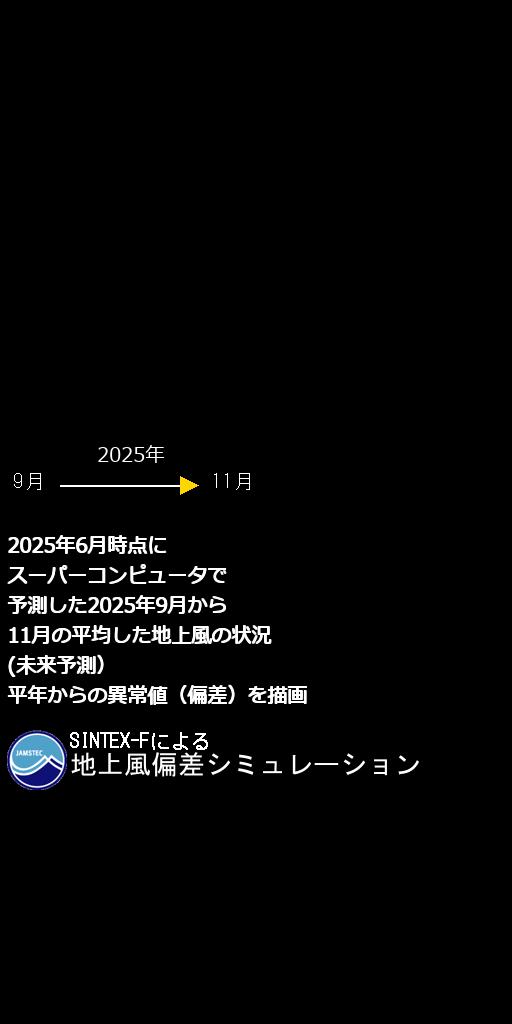 2025年
9月 11月
2025年6月時点に
スーパーコンピュータで
予測した2025年9月から
11月の平均した地上風の状況
(未来予測）
平年からの異常値（偏差）を描画
JAMSTEC
SINTEX-Fによる
地上風偏差シミュレーション